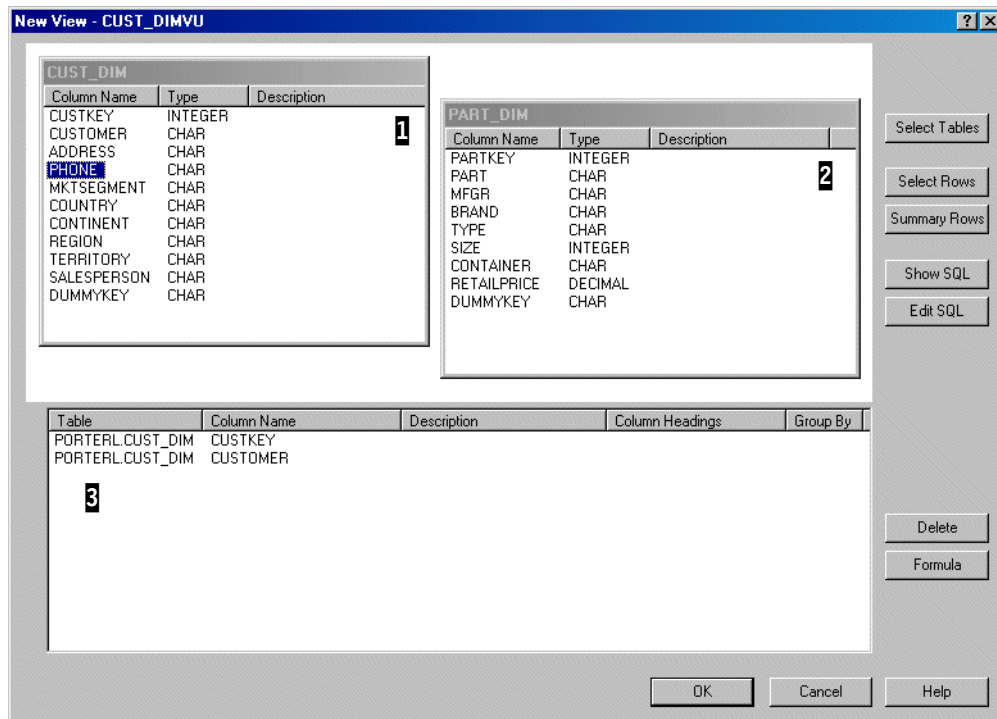 New View - CUST_DIMVU
CUST_DIM
Column Name Type Description
CUSTKEY INTEGER
CUSTOMER CHAR
ADDRESS CHAR
PHONE CHAR
MKTSEGMENT CHAR
COUNTRY CHAR
CONTINENT CHAR
REGION CHAR
TERRITORY CHAR
SALESPERSON CHAR
DUMMYKEY CHAR
1
PART_DIM
Column Name Type Description
PARTKEY INTEGER
PART CHAR
MFGR CHAR
BRAND CHAR
TYPE CHAR
SIZE INTEGER
CONTAINER CHAR
RETAILPRICE DECIMAL
DUMMYKEY CHAR
2
Select Tables
Select Rows
Summary Rows
Show SQL
Edit SQL
Table Column Name Description Column Headings Group By
PORTERL.CUST_DIM CUSTKEY
PORTERL.CUST_DIM CUSTOMER
3
Delete
Formula
OK Cancel Help